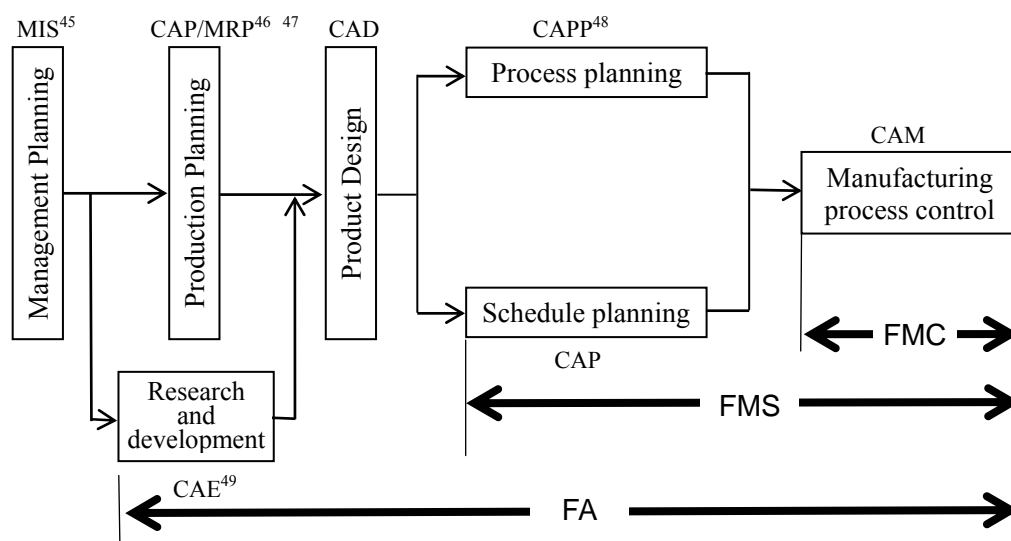 MIS45
CAP/MRP46 47
CAD
CAPP48
Management Planning
Production Planning
Product Design
Process planning
CAM
Manufacturing
process control
Schedule planning
CAP
FMC
Research
and
development
FMS
CAE49
FA